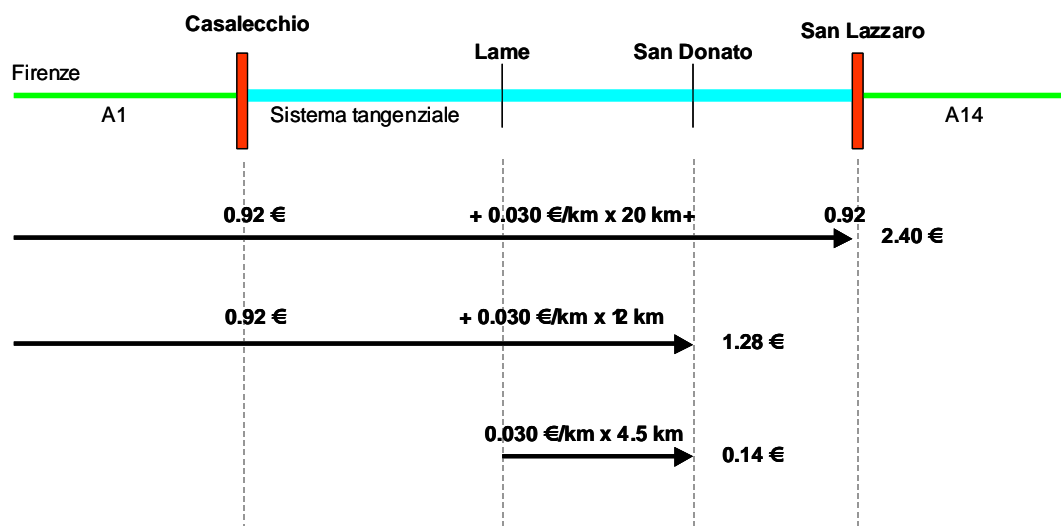 Casalecchio
Lame
San Donato
San Lazzaro
Firenze
A1
Sistema tangenziale
A14
0.92 €
+ 0.030 €/km x 20 km+
0.92
2.40 €
0.92 €
+ 0.030 €/km x 12 km
1.28 €
0.030 €/km x 4.5 km
0.14 €